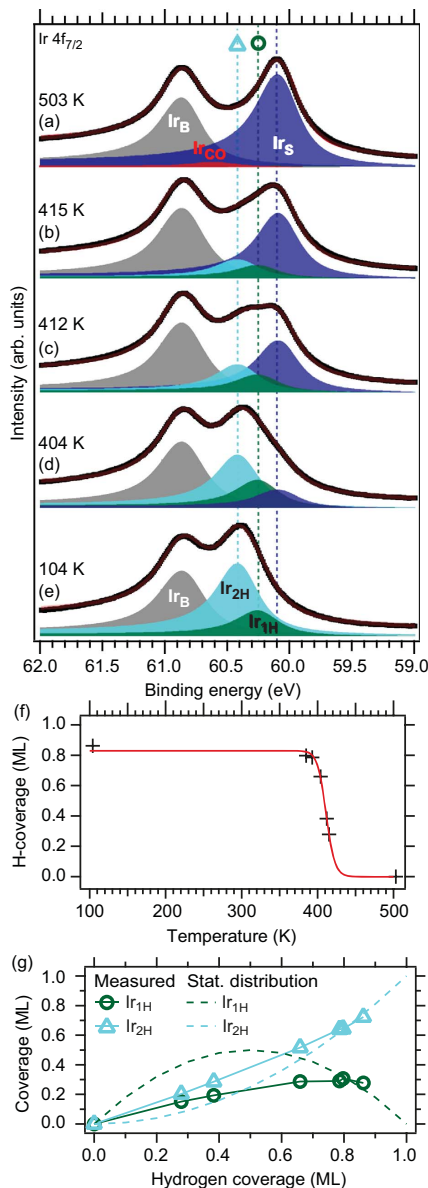 Ir 4f7/2
503 K
(a)
IrB
IrCO
IrS
415 K
(b)
412 K
(c)
404 K
(d)
104 K
(e)
IrB
Ir2H
Ir1H
Intensity (arb. units)
62.0 61.0 60.5 60.0 59.5 59.0
Binding energy (eV)
(f)
1.0
0.8
0.4
0.2
0.0
H-coverage (ML)
100 200 300 400 500
Temperature (K)
(g)
1.0
0.8
0.6
0.4
0.2
0.0
Coverage (ML)
Measured Stat. distribution
Ir1H Ir1H
Ir2H Ir2H
0.0 0.2 0.4 0.6 0.8 1.0
Hydrogen coverage (ML)